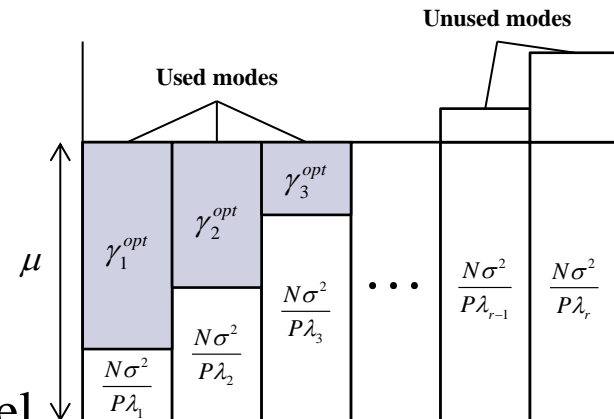 Unused modes
Used modes
γ_1^{opt}
γ_2^{opt}
γ_3^{opt}
μ
• • •
Nσ²/Pλ_1
Nσ²/Pλ_2
Nσ²/Pλ_3
Nσ²/Pλ_{r−1}
Nσ²/Pλ_r
el